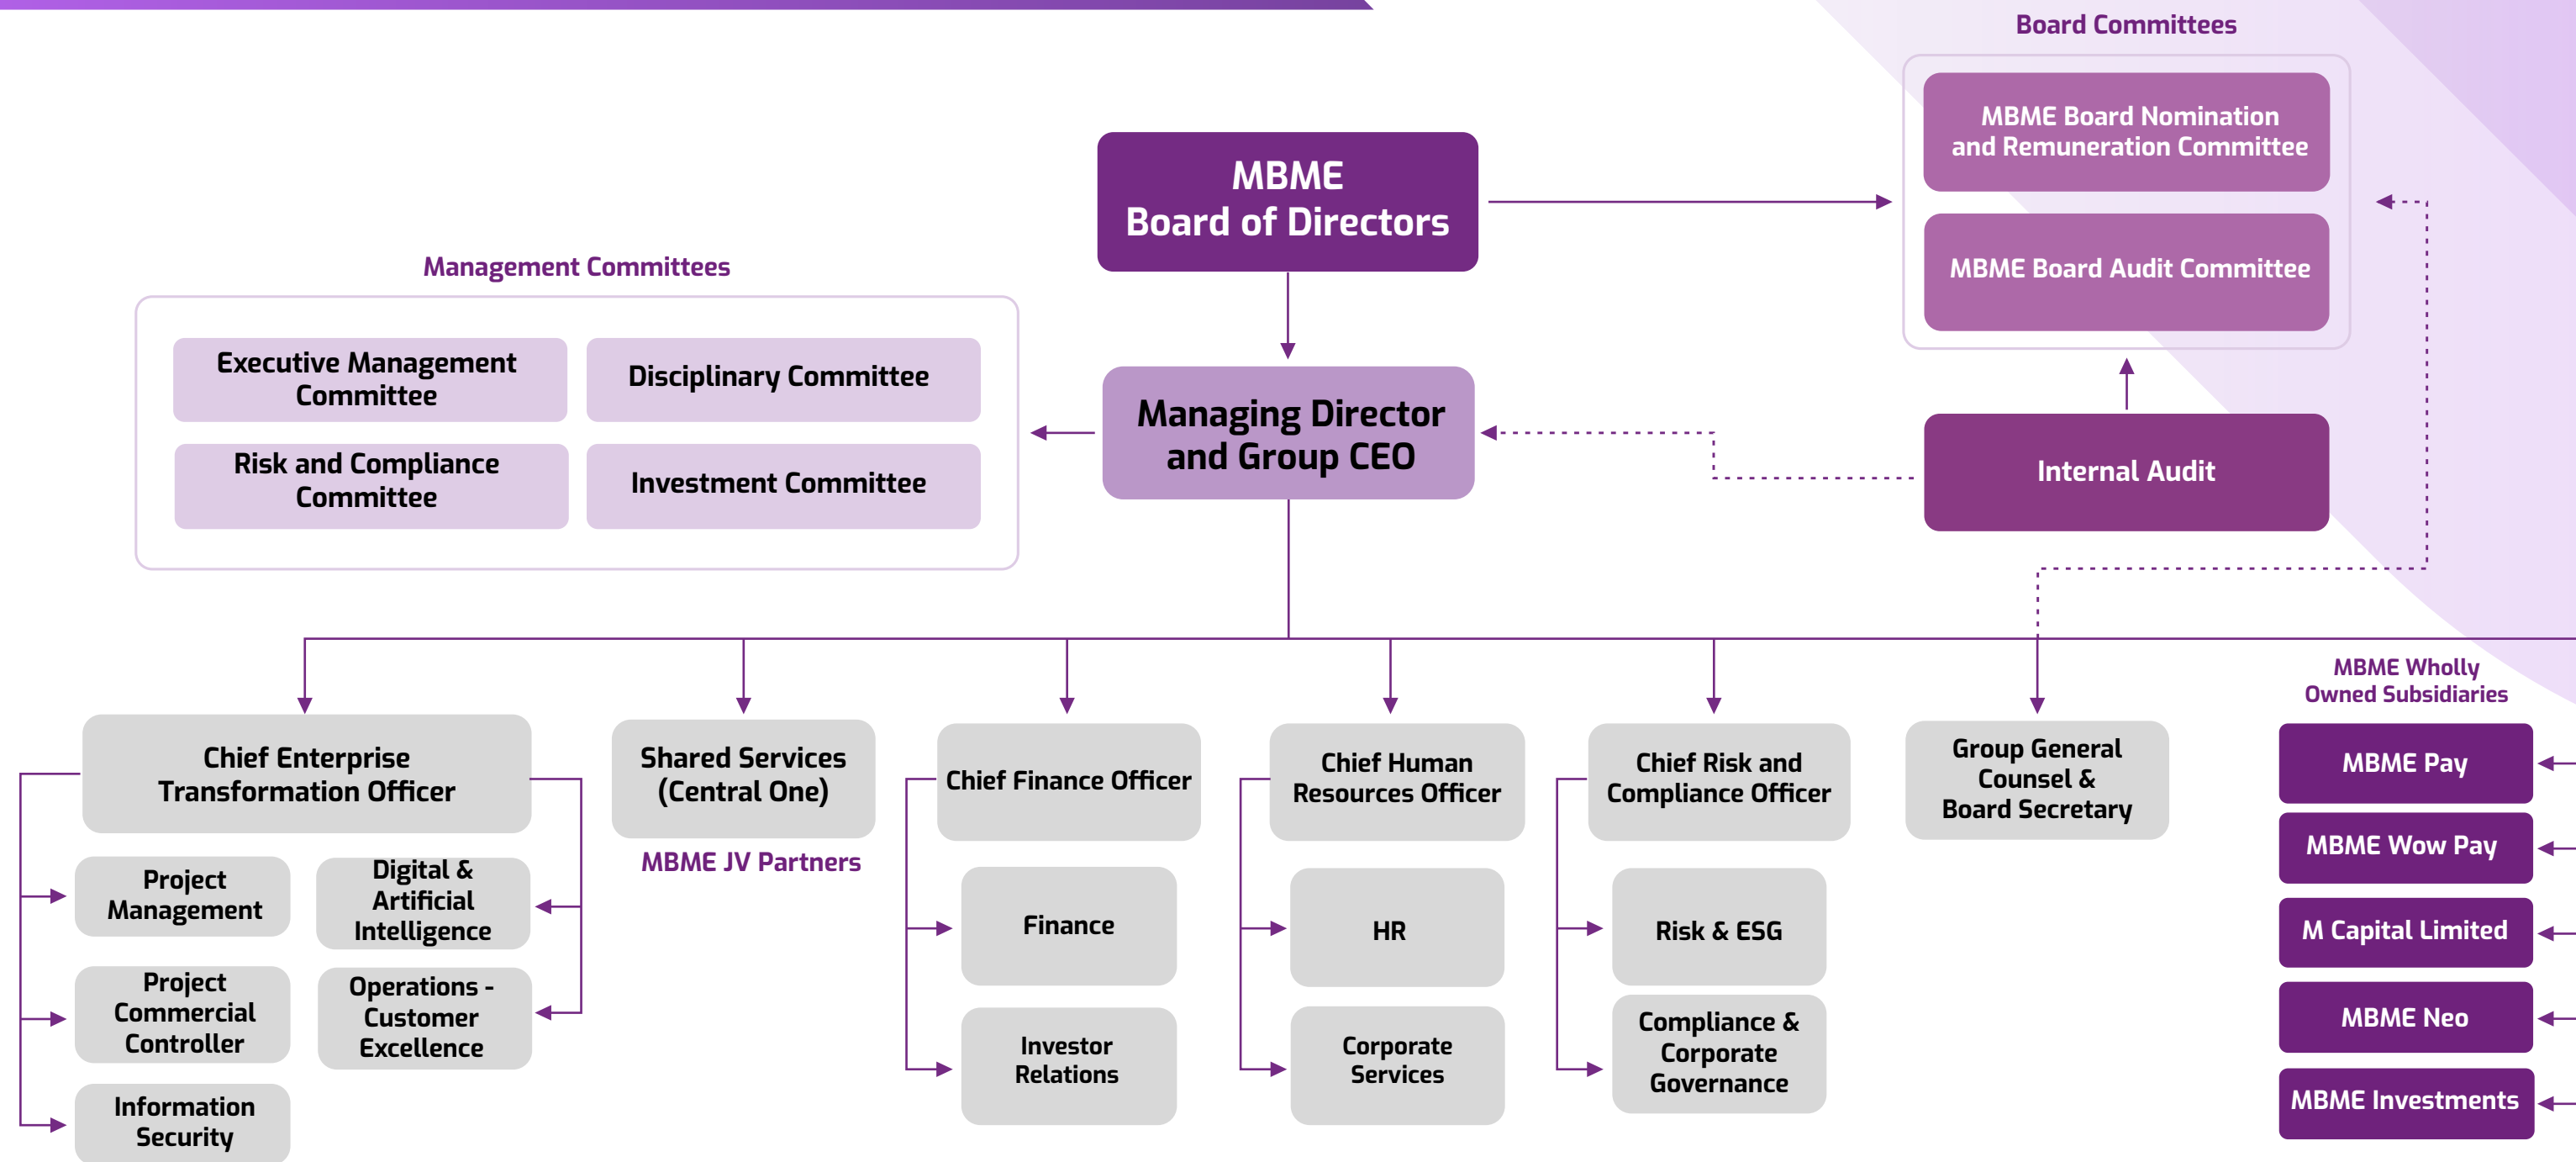 Board Committees
MBME Board Nomination
and Remuneration Committee
MBME Board Audit Committee
MBME
Board of Directors
Management Committees
Executive Management
Committee
Disciplinary Committee
Risk and Compliance
Committee
Investment Committee
Managing Director
and Group CEO
Internal Audit
Chief Enterprise
Transformation Officer
Project
Management
Digital &
Artificial
Intelligence
Project
Commercial
Controller
Operations -
Customer
Excellence
Information
Security
Shared Services
(Central One)
MBME JV Partners
Chief Finance Officer
Finance
Investor
Relations
Chief Human
Resources Officer
HR
Corporate
Services
Chief Risk and
Compliance Officer
Risk & ESG
Compliance &
Corporate
Governance
Group General
Counsel &
Board Secretary
MBME Wholly
Owned Subsidiaries
MBME Pay
MBME Wow Pay
M Capital Limited
MBME Neo
MBME Investments